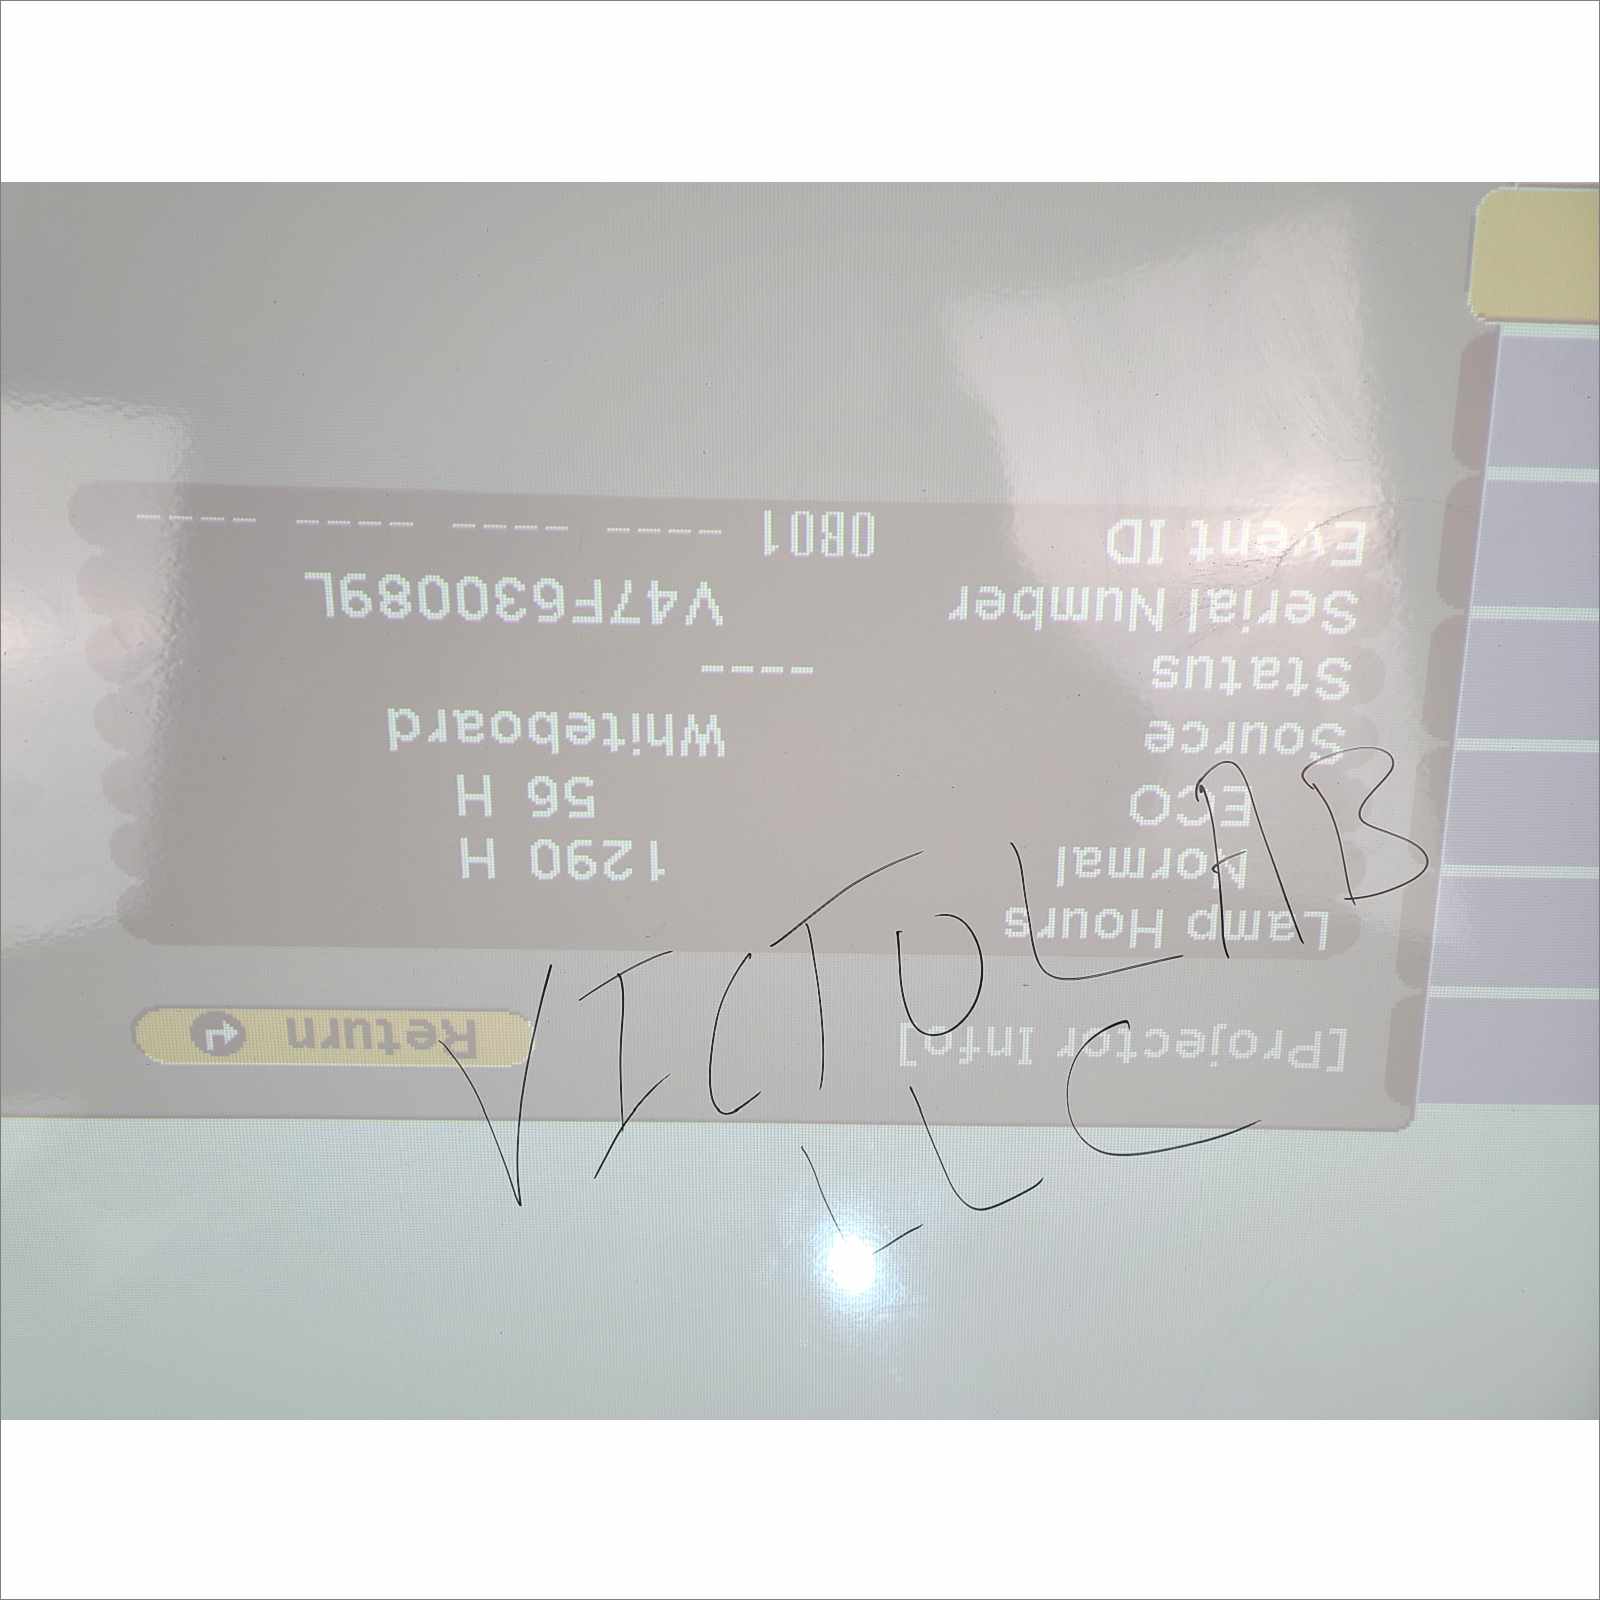 [Projector Info]
Return
Lamp Hours
Normal 1290 H
ECO 56 H
Source Whiteboard
Status ----
Serial Number V47F630089L
Event ID 0B01 ---- ---- ---- ----
VICTOLAB
LLC